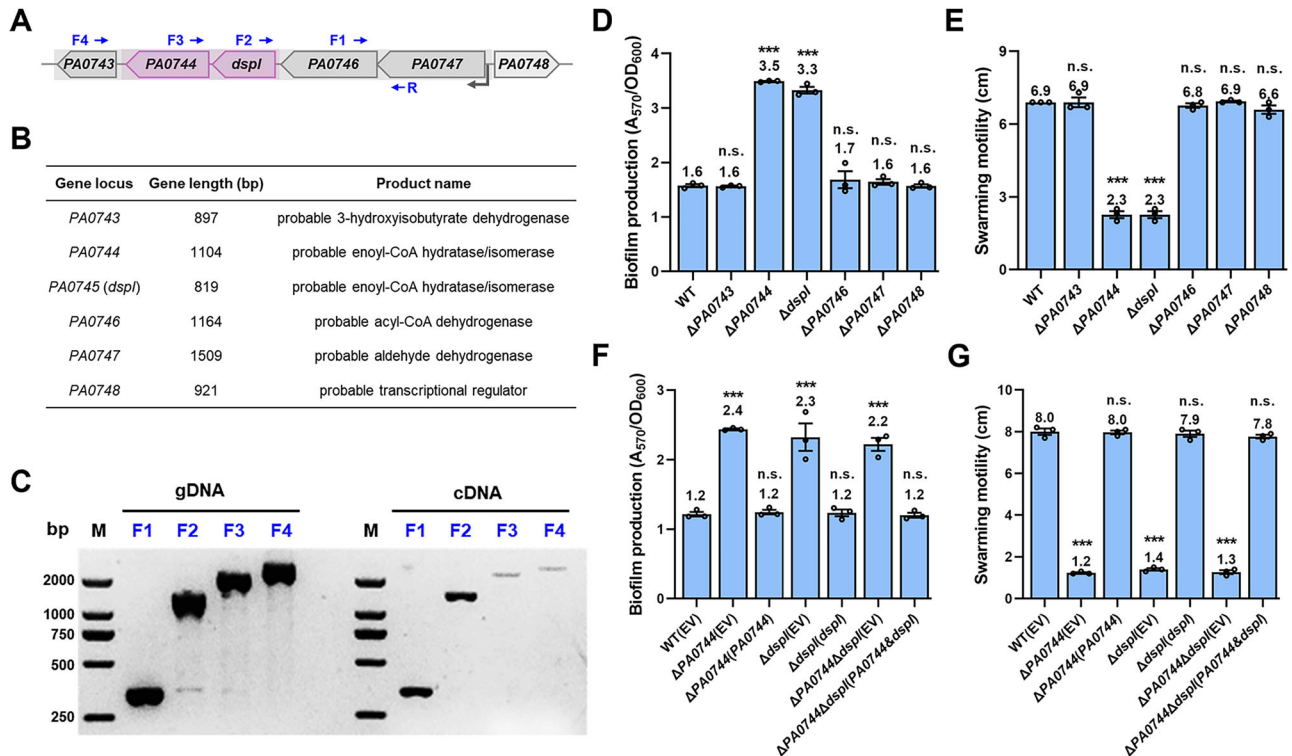 A
F4 F3 F2 F1
PA0743 PA0744 dspI PA0746 PA0747 PA0748
R
B
Gene locus Gene length (bp) Product name
PA0743 897 probable 3-hydroxyisobutyrate dehydrogenase
PA0744 1104 probable enoyl-CoA hydratase/isomerase
PA0745 (dspI) 819 probable enoyl-CoA hydratase/isomerase
PA0746 1164 probable acyl-CoA dehydrogenase
PA0747 1509 probable aldehyde dehydrogenase
PA0748 921 probable transcriptional regulator
C
gDNA cDNA
bp M F1 F2 F3 F4 M F1 F2 F3 F4
2000
1000
750
500
250
D
Biofilm production (A570/OD600)
4
3
2
1
0
*** ***
3.5 3.3
n.s. n.s. n.s. n.s.
1.6 1.6 1.7 1.6 1.6
WT ΔPA0743 ΔPA0744 ΔdspI ΔPA0746 ΔPA0747 ΔPA0748
E
Swarming motility (cm)
9
6
3
0
n.s. n.s. n.s. n.s.
6.9 6.9 6.8 6.9 6.6
*** ***
2.3 2.3
WT ΔPA0743 ΔPA0744 ΔdspI ΔPA0746 ΔPA0747 ΔPA0748
F
Biofilm production (A570/OD600)
3
2
1
0
*** *** ***
2.4 2.3 2.2
n.s. n.s. n.s.
1.2 1.2 1.2 1.2
WT(EV) ΔPA0744(EV) ΔPA0744(PA0744) ΔdspI(EV) ΔdspI(dspI) ΔPA0744ΔdspI(EV) ΔPA0744ΔdspI(PA0744&dspI)
G
Swarming motility (cm)
10
8
6
4
2
0
n.s. n.s. n.s.
8.0 8.0 7.9 7.8
*** *** ***
1.2 1.4 1.3
WT(EV) ΔPA0744(EV) ΔPA0744(PA0744) ΔdspI(EV) ΔdspI(dspI) ΔPA0744ΔdspI(EV) ΔPA0744ΔdspI(PA0744&dspI)